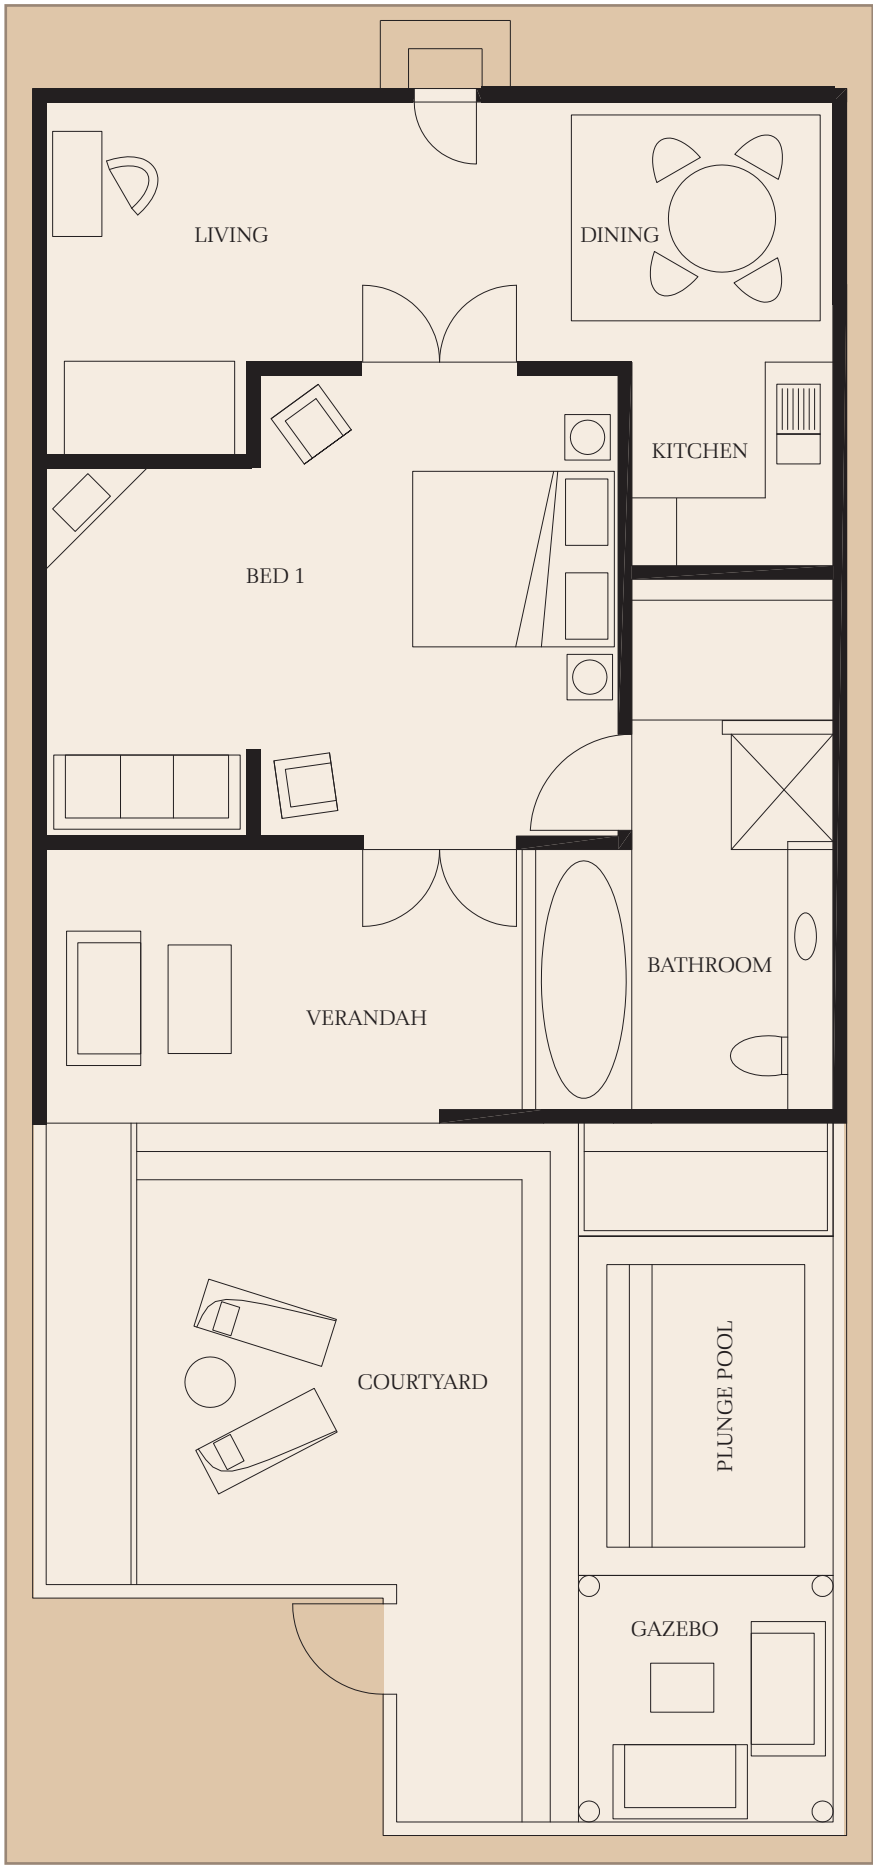 LIVING
DINING
KITCHEN
BED 1
BATHROOM
VERANDAH
COURTYARD
PLUNGE POOL
GAZEBO